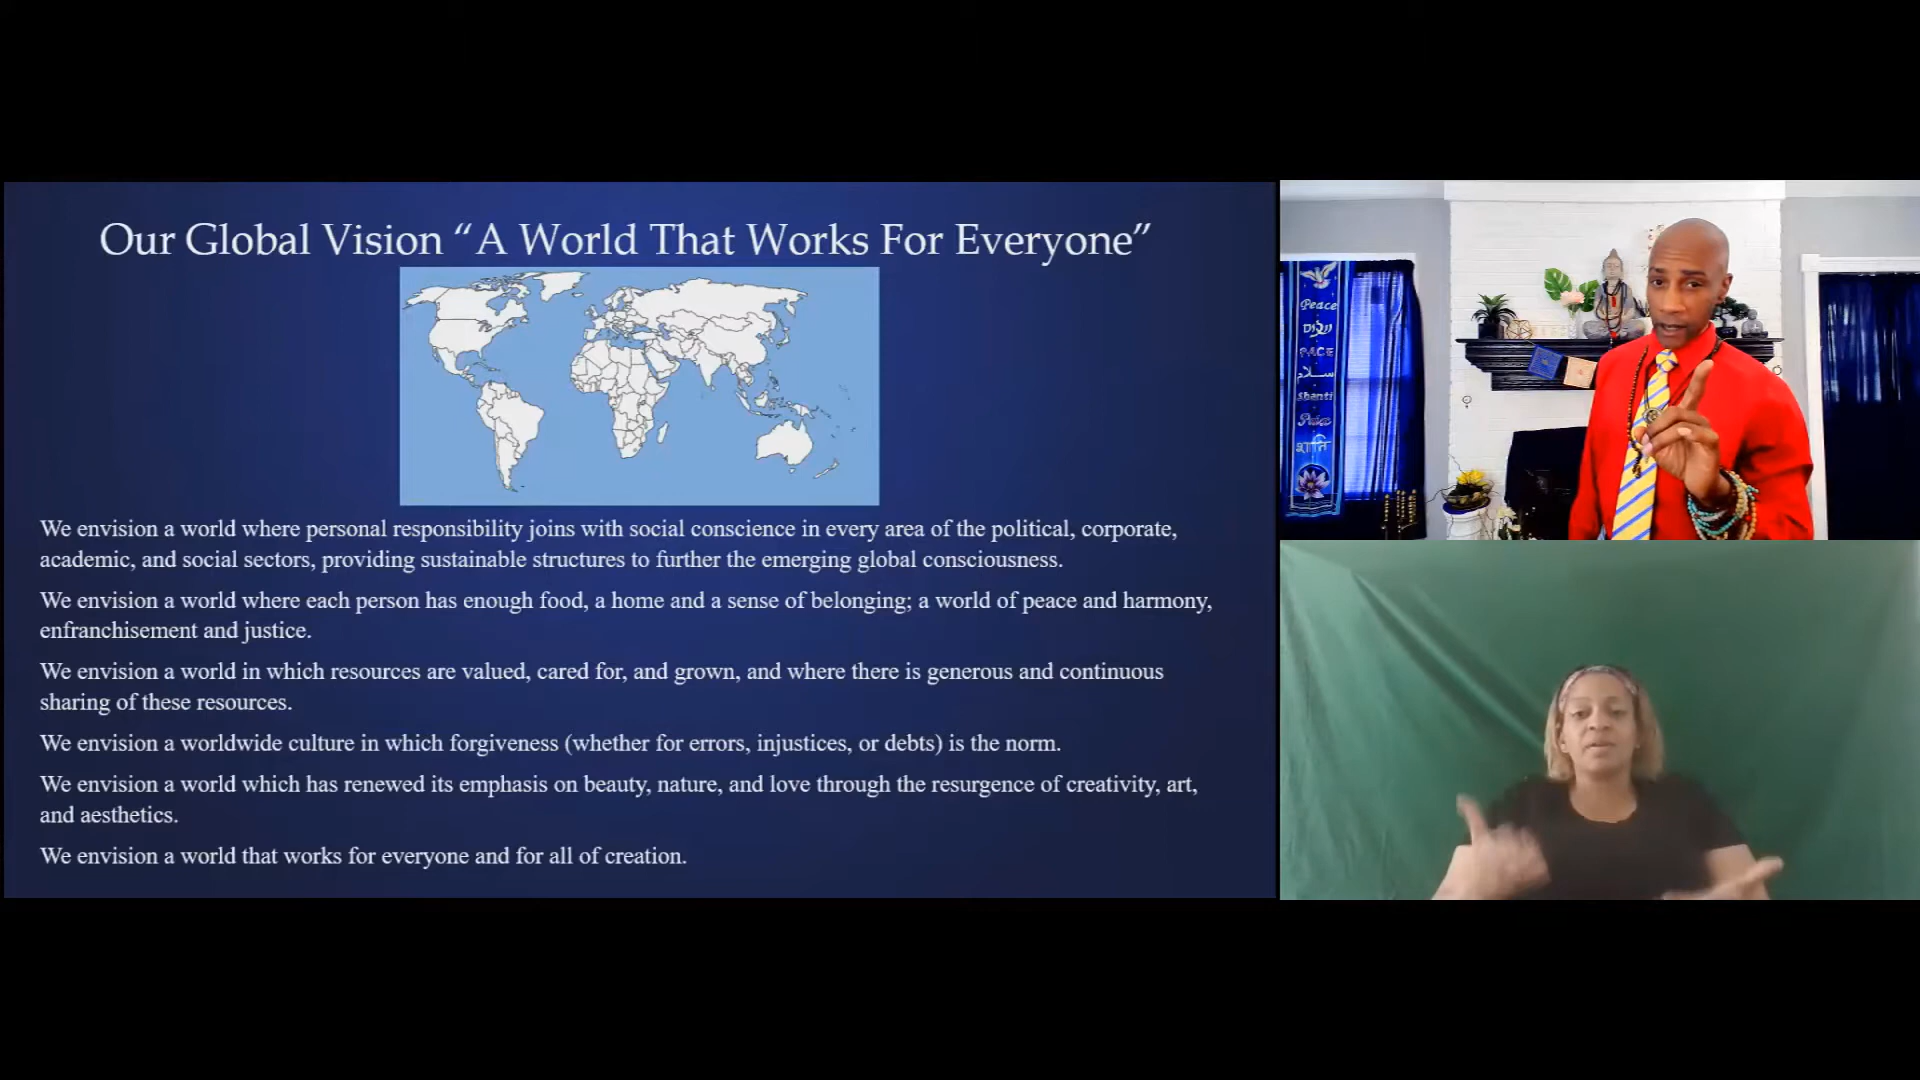 Our Global Vision “A World That Works For Everyone”
We envision a world where personal responsibility joins with social conscience in every area of the political, corporate,
academic, and social sectors, providing sustainable structures to further the emerging global consciousness.
We envision a world where each person has enough food, a home and a sense of belonging; a world of peace and harmony,
enfranchisement and justice.
We envision a world in which resources are valued, cared for, and grown, and where there is generous and continuous
sharing of these resources.
We envision a worldwide culture in which forgiveness (whether for errors, injustices, or debts) is the norm.
We envision a world which has renewed its emphasis on beauty, nature, and love through the resurgence of creativity, art,
and aesthetics.
We envision a world that works for everyone and for all of creation.
Peace
שלום
PACE
سلام
Shanti